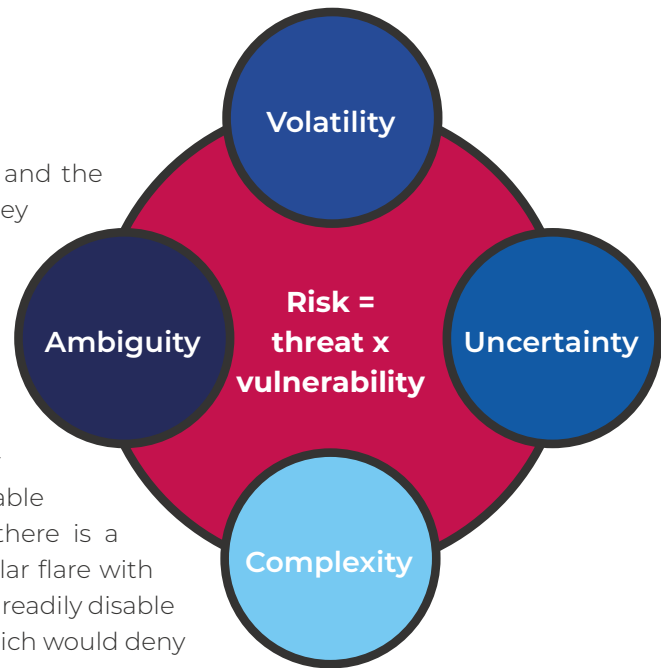 Volatility
and the
ey
Ambiguity
Risk =
threat x
vulnerability
Uncertainty
able
there is a
lar flare with
readily disable
ich would deny
Complexity